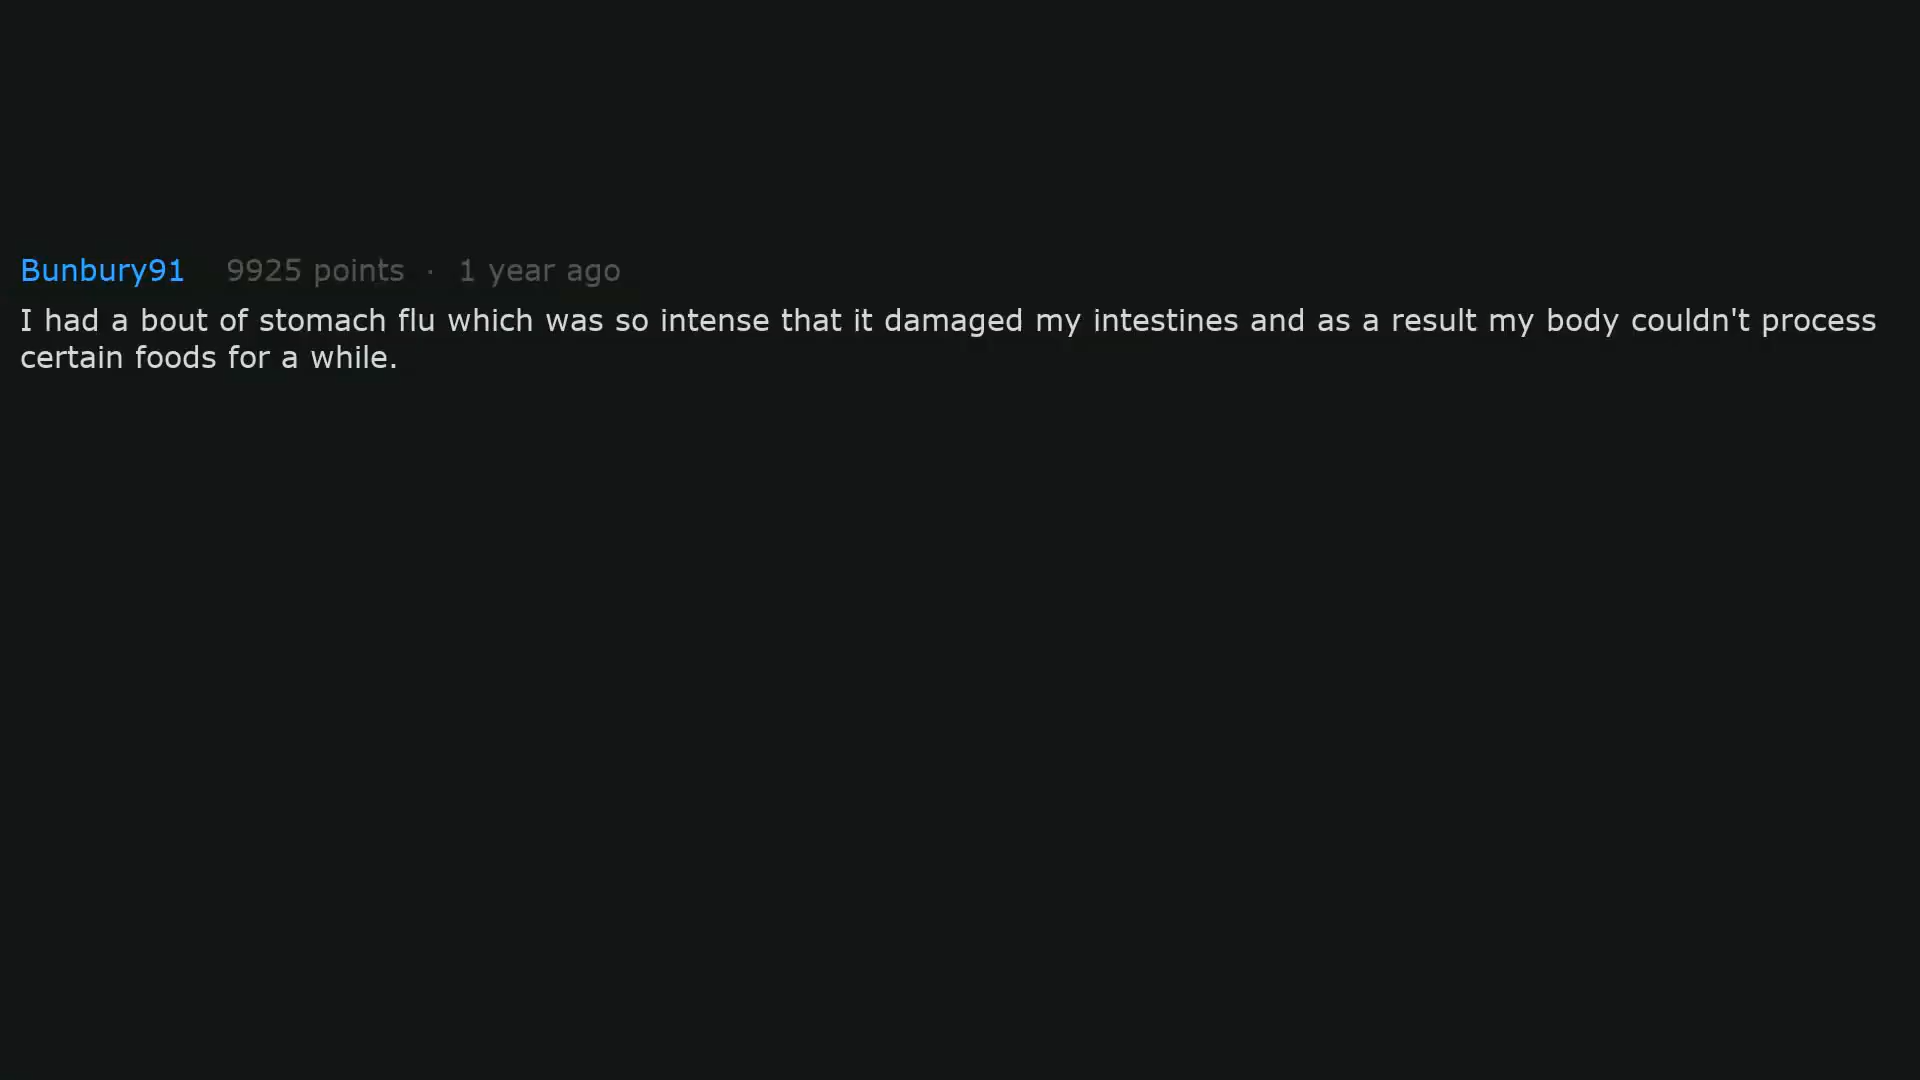 Bunbury91 9925 points · 1 year ago
I had a bout of stomach flu which was so intense that it damaged my intestines and as a result my body couldn't process
certain foods for a while.